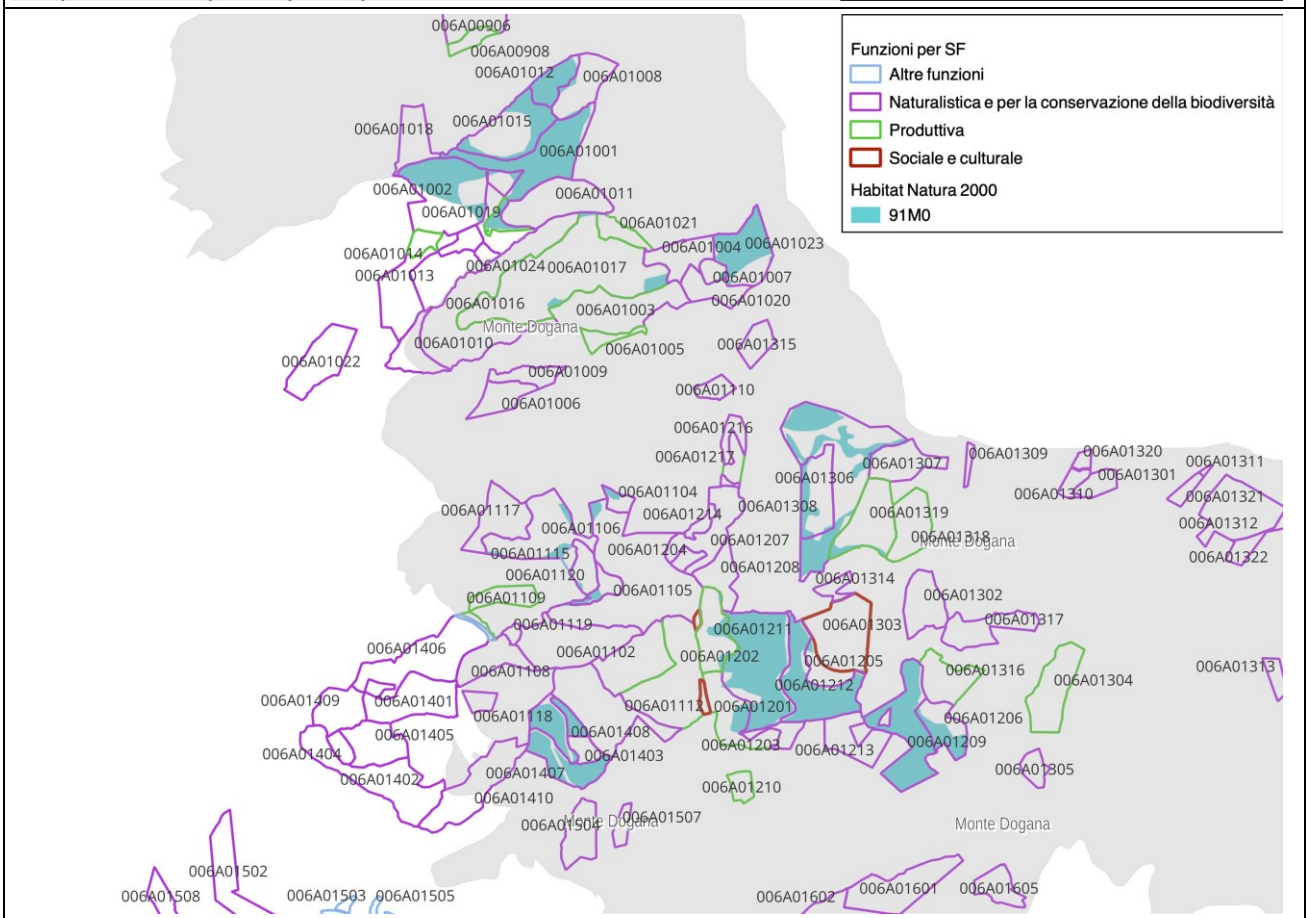 006A00906
006A00908
006A01012
006A01008
006A01015
006A01018
006A01001
006A01002
006A01011
006A01019
006A01021
006A01014
006A01004
006A01023
006A01013
006A01024
006A01017
006A01007
006A01016
006A01003
006A01020
Monte Dogana
006A01010
006A01005
006A01315
006A01022
006A01009
006A01110
006A01006
006A01216
006A01217
006A01307
006A01309
006A01320
006A01311
006A01306
006A01301
006A01104
006A01310
006A01321
006A01117
006A01214
006A01308
006A01319
006A01106
006A01312
006A01318
Monte Dogana
006A01115
006A01204
006A01207
006A01322
006A01120
006A01208
006A01314
006A01109
006A01105
006A01302
006A01119
006A01211
006A01303
006A01317
006A01406
006A01102
006A01202
006A01205
006A01108
006A01212
006A01316
006A01304
006A01313
006A01409
006A01401
006A01112
006A01201
006A01118
006A01206
006A01405
006A01408
006A01203
006A01213
006A01209
006A01404
006A01403
006A01402
006A01407
006A01305
006A01410
006A01210
006A01504
Monte Dogana
006A01507
Monte Dogana
006A01502
006A01508
006A01503
006A01505
006A01602
006A01601
006A01605
Funzioni per SF
Altre funzioni
Naturalistica e per la conservazione della biodiversità
Produttiva
Sociale e culturale
Habitat Natura 2000
91M0